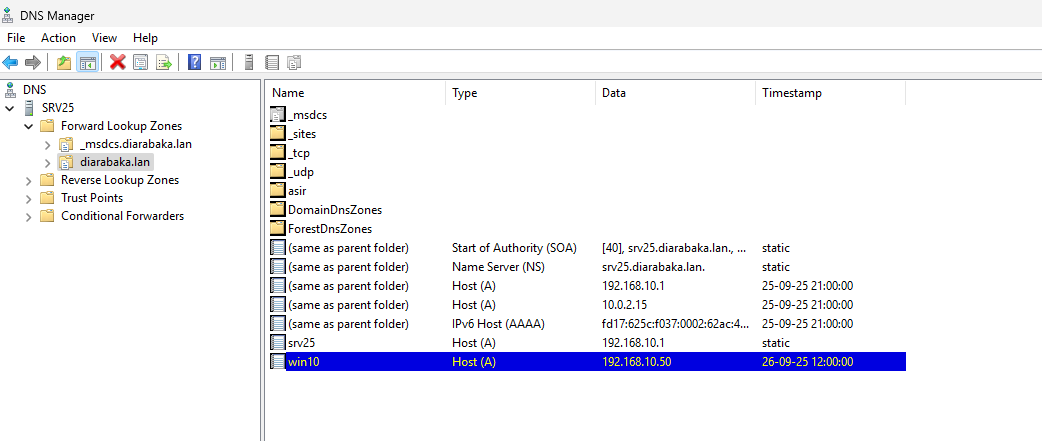 DNS Manager
File Action View Help
DNS
SRV25
Forward Lookup Zones
_msdcs.diarabaka.lan
diarabaka.lan
Reverse Lookup Zones
Trust Points
Conditional Forwarders
Name Type Data Timestamp
_msdcs
_sites
_tcp
_udp
asir
DomainDnsZones
ForestDnsZones
(same as parent folder) Start of Authority (SOA) [40], srv25.diarabaka.lan., ... static
(same as parent folder) Name Server (NS) srv25.diarabaka.lan. static
(same as parent folder) Host (A) 192.168.10.1 25-09-25 21:00:00
(same as parent folder) Host (A) 10.0.2.15 25-09-25 21:00:00
(same as parent folder) IPv6 Host (AAAA) fd17:625c:f037:0002:62ac:4... 25-09-25 21:00:00
srv25 Host (A) 192.168.10.1 static
win10 Host (A) 192.168.10.50 26-09-25 12:00:00